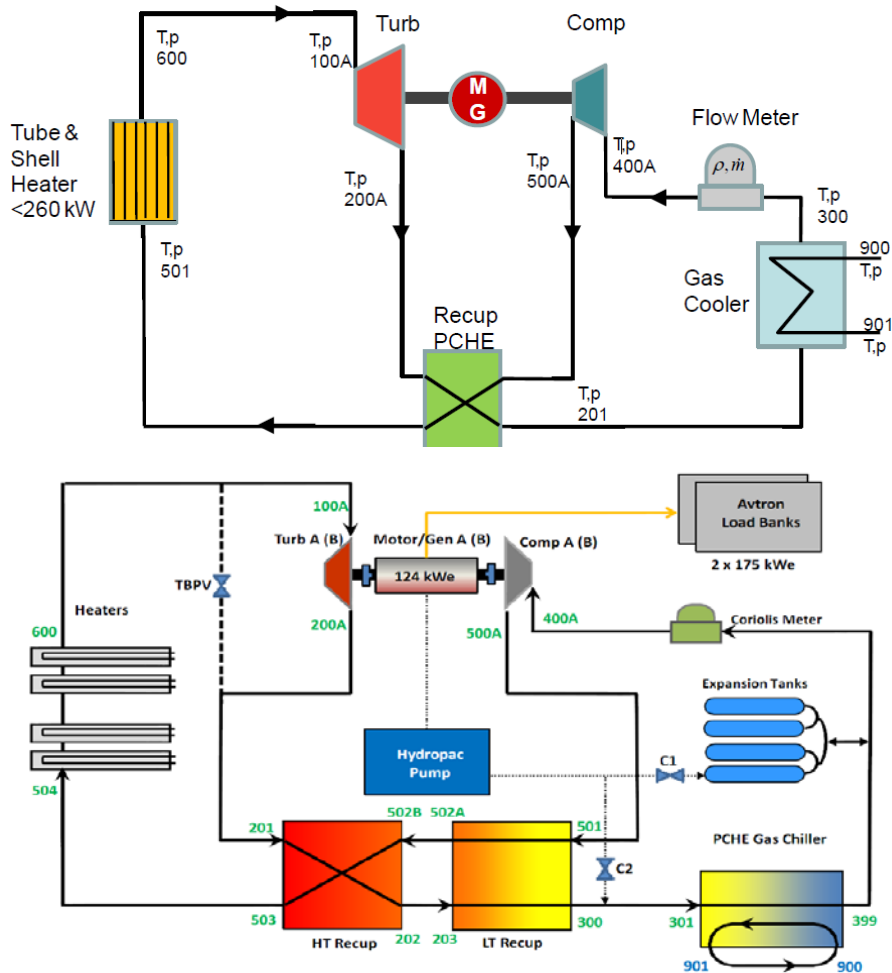 Turb
Comp
T,p
600
T,p
100A
M
G
Flow Meter
ρ,ṁ
Tube &
Shell
Heater
<260 kW
T,p
200A
T,p
500A
T,p
400A
T,p
300
T,p
501
Gas
Cooler
900
T,p
901
T,p
Recup
PCHE
T,p
201
100A
Turb A (B)
Motor/Gen A (B)
Comp A (B)
Avtron
Load Banks
2 x 175 kWe
TBPV
124 kWe
600
Heaters
200A
500A
400A
Coriolis Meter
Expansion Tanks
Hydropac
Pump
C1
504
201
502B
502A
501
C2
PCHE Gas Chiller
503
202
203
300
301
399
HT Recup
LT Recup
901
900